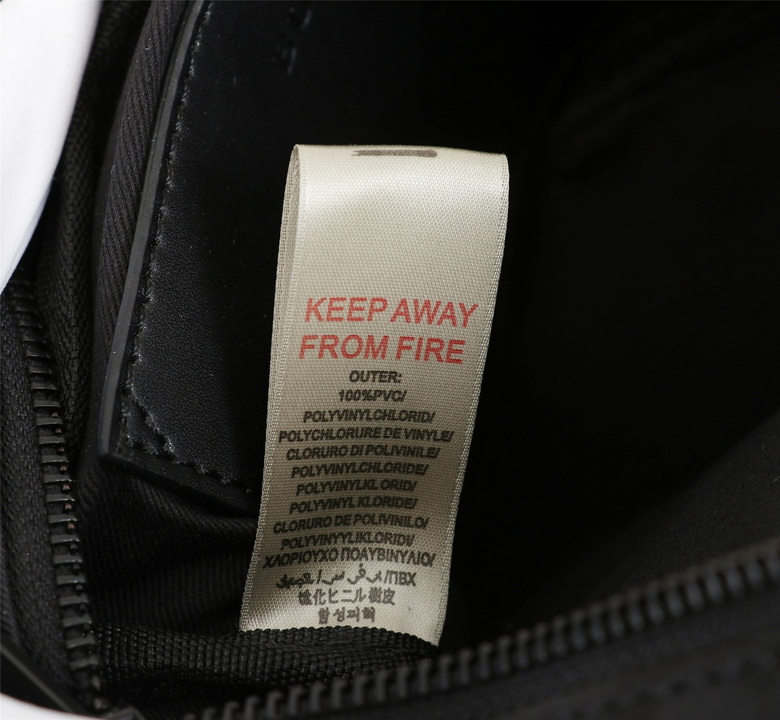 KEEP AWAY
FROM FIRE
OUTER:
100%PVC/
POLYVINYLCHLORID/
POLYCHLORURE DE VINYLE/
CLORURO DI POLIVINILE/
POLYVINYLCHLORIDE/
POLYVINYLKLORID/
POLYVINYL KLORIDE/
CLORURO DE POLIVINILO/
POLYVINYYLIKLORIDI/
ΧΛΩΡΙΟΥΧΟ ΠΟΛΥΒΙΝΥΛΙΟ/
/ПВХ
塩化ビニル樹皮
합성피혁